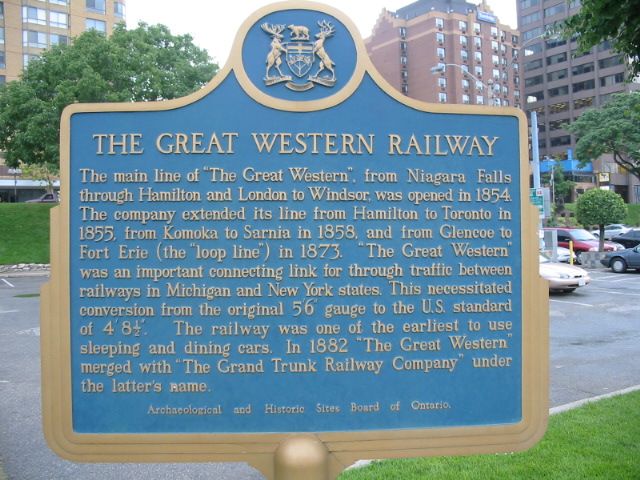 THE GREAT WESTERN RAILWAY
The main line of "The Great Western", from Niagara Falls
through Hamilton and London to Windsor, was opened in 1854.
The company extended its line from Hamilton to Toronto in
1855, from Komoka to Sarnia in 1858, and from Glencoe to
Fort Erie (the "loop line") in 1873. "The Great Western"
was an important connecting link for through traffic between
railways in Michigan and New York states. This necessitated
conversion from the original 5'6" gauge to the U.S. standard
of 4'8½". The railway was one of the earliest to use
sleeping and dining cars. In 1882 "The Great Western"
merged with "The Grand Trunk Railway Company" under
the latter's name.
Archaeological and Historic Sites Board of Ontario.